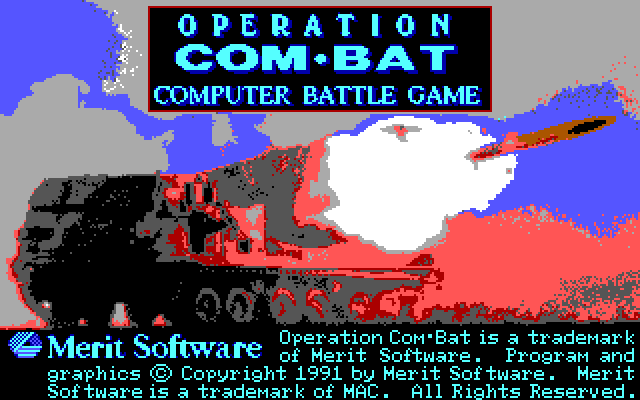 OPERATION
COM•BAT
COMPUTER BATTLE GAME
Merit Software
Operation Com•Bat is a trademark
of Merit Software. Program and
graphics © Copyright 1991 by Merit Software. Merit
Software is a trademark of MAC. All Rights Reserved.